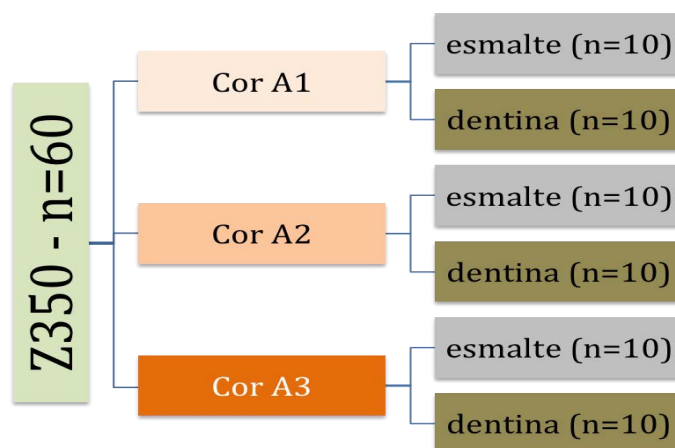 Z350 - n=60
Cor A1
esmalte (n=10)
dentina (n=10)
Cor A2
esmalte (n=10)
dentina (n=10)
Cor A3
esmalte (n=10)
dentina (n=10)